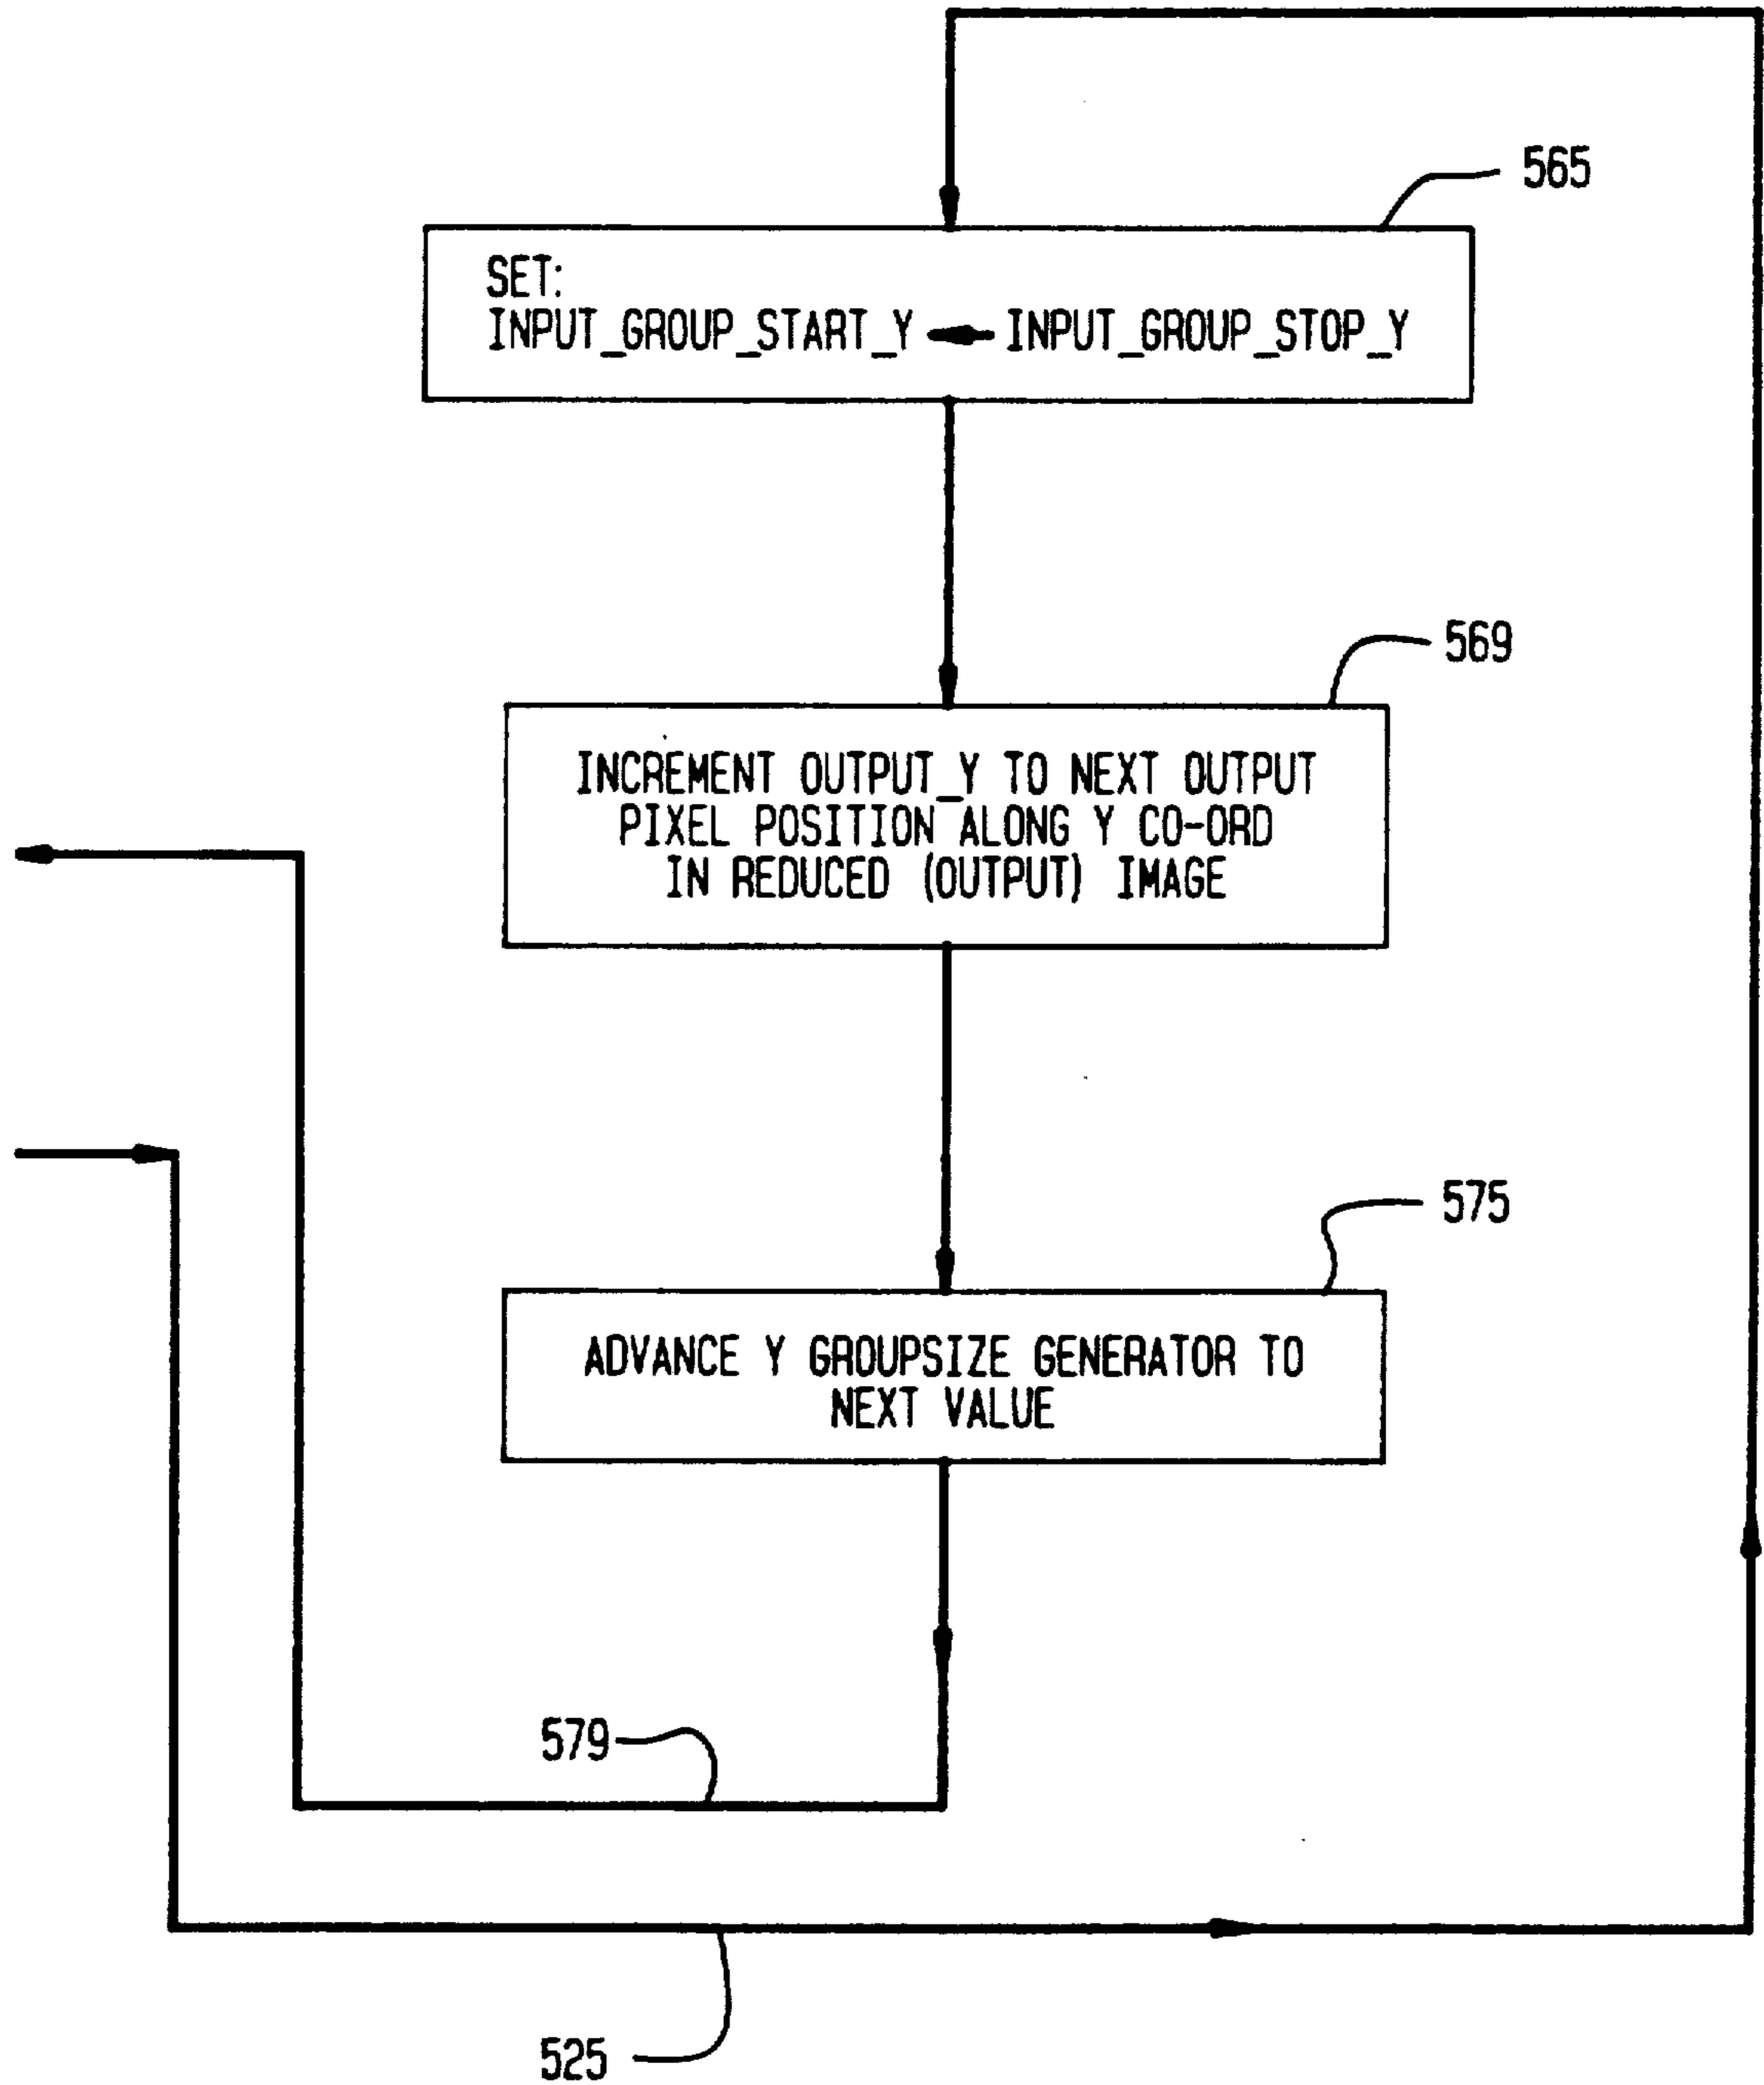 565
SET:
INPUT_GROUP_START_Y ← INPUT_GROUP_STOP_Y
569
INCREMENT OUTPUT_Y TO NEXT OUTPUT
PIXEL POSITION ALONG Y CO-ORD
IN REDUCED (OUTPUT) IMAGE
575
ADVANCE Y GROUPSIZE GENERATOR TO
NEXT VALUE
579
525